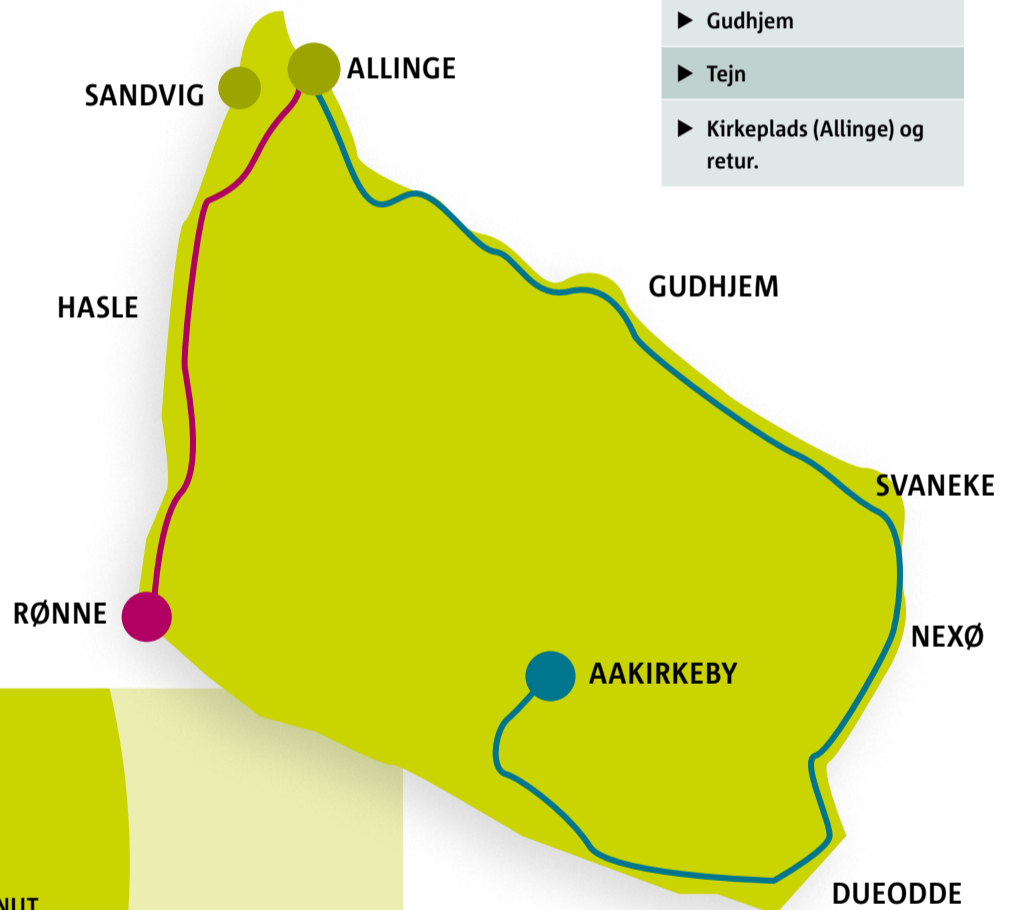 ▶ Gudhjem
▶ Tejn
▶ Kirkeplads (Allinge) og
retur.
ALLINGE
SANDVIG
GUDHJEM
HASLE
SVANEKE
RØNNE
NEXØ
AAKIRKEBY
DUEODDE